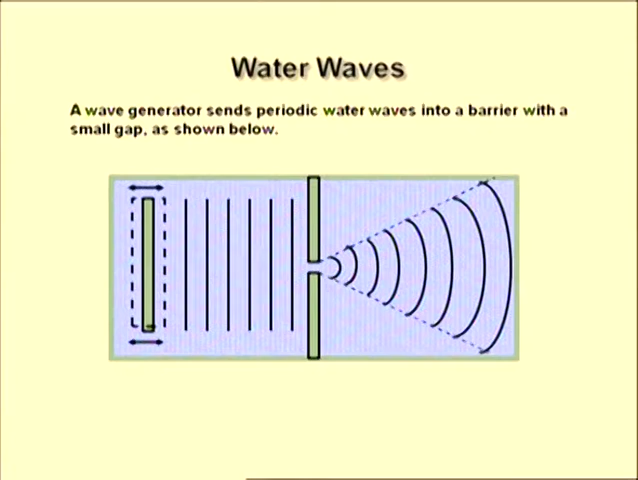 Water Waves
A wave generator sends periodic water waves into a barrier with a
small gap, as shown below.